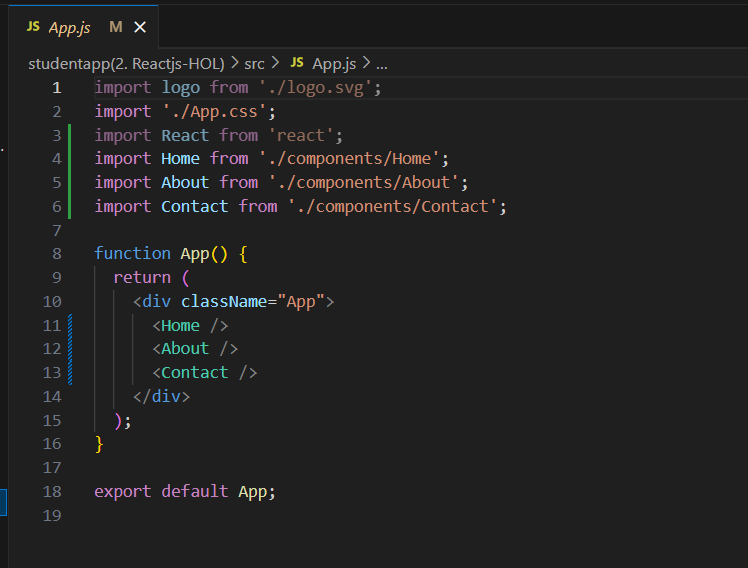 JS App.js M ×
studentapp(2. Reactjs-HOL) > src > JS App.js > ...
1 import logo from './logo.svg';
2 import './App.css';
3 import React from 'react';
4 import Home from './components/Home';
5 import About from './components/About';
6 import Contact from './components/Contact';
7
8 function App() {
9   return (
10     <div className="App">
11       <Home />
12       <About />
13       <Contact />
14     </div>
15   );
16 }
17
18 export default App;
19